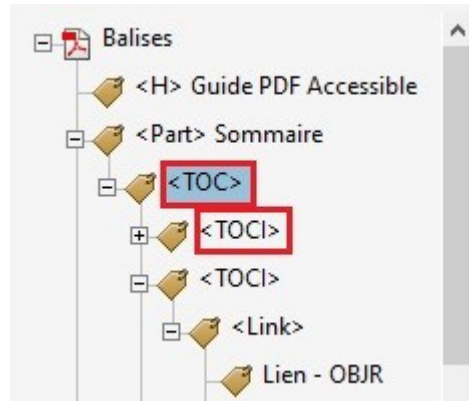 Balises
<H> Guide PDF Accessible
<Part> Sommaire
<TOC>
<TOCI>
<TOCI>
<Link>
Lien - OBJR